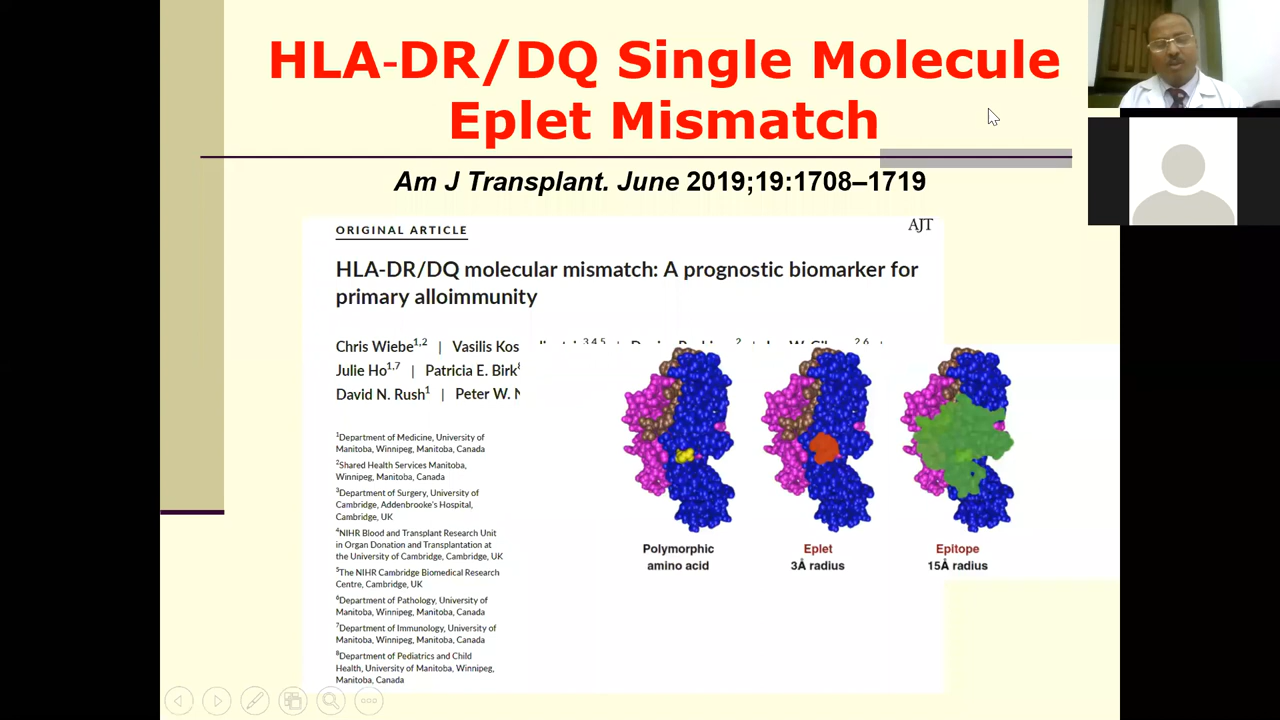 HLA-DR/DQ Single Molecule
Eplet Mismatch
Am J Transplant. June 2019;19:1708–1719
ORIGINAL ARTICLE
AJT
HLA-DR/DQ molecular mismatch: A prognostic biomarker for
primary alloimmunity
Chris Wiebe1,2 | Vasilis Kos
Julie Ho1,7 | Patricia E. Birk
David N. Rush1 | Peter W. N
1Department of Medicine, University of
Manitoba, Winnipeg, Manitoba, Canada
2Shared Health Services Manitoba,
Winnipeg, Manitoba, Canada
3Department of Surgery, University of
Cambridge, Addenbrooke's Hospital,
Cambridge, UK
4NIHR Blood and Transplant Research Unit
in Organ Donation and Transplantation at
the University of Cambridge, Cambridge, UK
5The NIHR Cambridge Biomedical Research
Centre, Cambridge, UK
6Department of Pathology, University of
Manitoba, Winnipeg, Manitoba, Canada
7Department of Immunology, University of
Manitoba, Winnipeg, Manitoba, Canada
8Department of Pediatrics and Child
Health, University of Manitoba, Winnipeg,
Manitoba, Canada
Polymorphic
amino acid
Eplet
3Å radius
Epitope
15Å radius